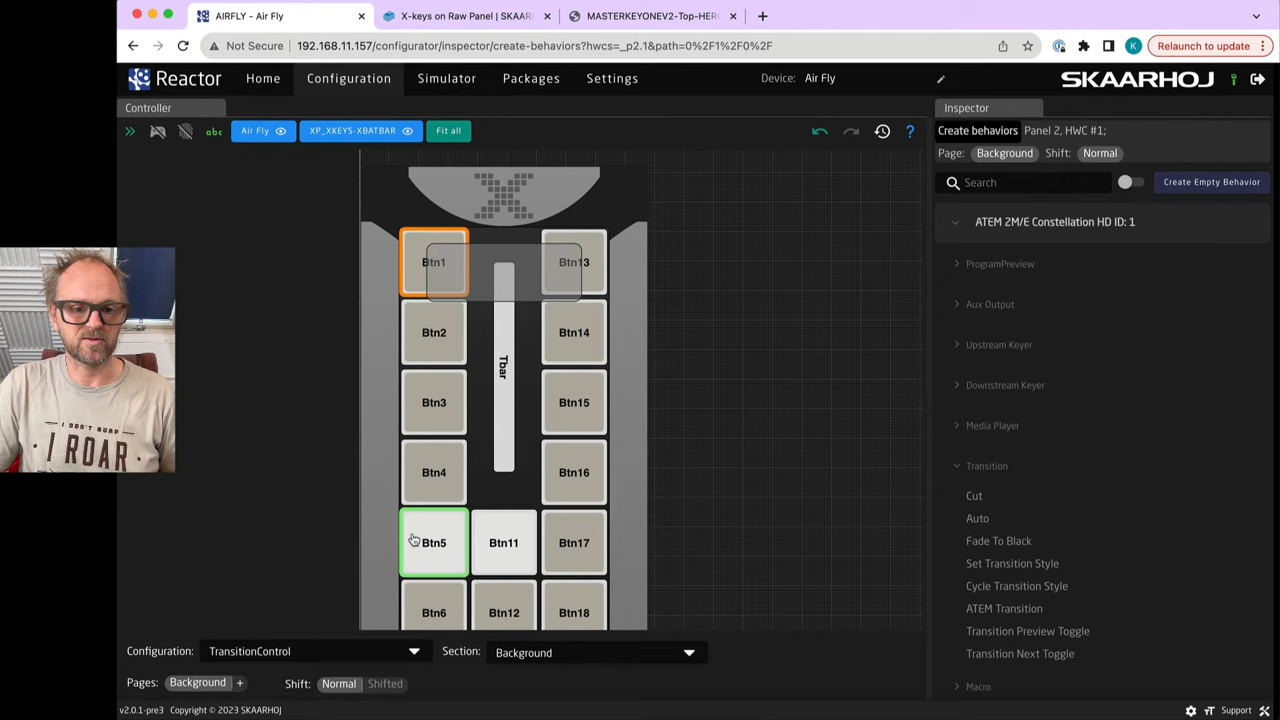 AIRFLY - Air Fly
X-keys on Raw Panel | SKAARH
MASTERKEYONEV2-Top-HER
Not Secure
192.168.11.157/configurator/inspector/create-behaviors?hwcs=_p2.1&path=0%2F1%2F0%2F
K
Relaunch to update
Reactor
Home
Configuration
Simulator
Packages
Settings
Device: Air Fly
SKAARHOJ
Controller
abc
Air Fly
XP_XKEYS-XBATBAR
Fit all
?
Inspector
Create behaviors Panel 2, HWC #1;
Page: Background Shift: Normal
Search
Create Empty Behavior
ATEM 2M/E Constellation HD ID: 1
ProgramPreview
Aux Output
Upstream Keyer
Downstream Keyer
Media Player
Transition
Cut
Auto
Fade To Black
Set Transition Style
Cycle Transition Style
ATEM Transition
Transition Preview Toggle
Transition Next Toggle
Macro
Btn1
Btn13
Btn2
Btn14
Tbar
Btn3
Btn15
Btn4
Btn16
Btn5
Btn11
Btn17
Btn6
Btn12
Btn18
I DON'T BURP
I ROAR
Configuration: TransitionControl
Section: Background
Pages: Background +
Shift: Normal Shifted
v2.0.1-pre3 Copyright © 2023 SKAARHOJ
Support